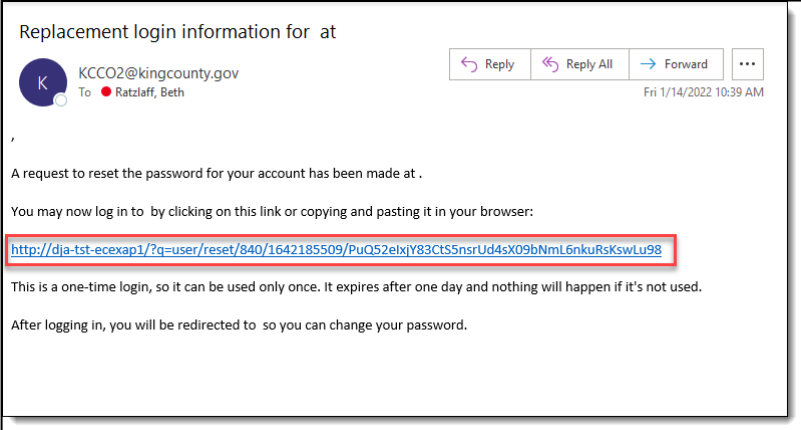 Replacement login information for  at
K
KCCO2@kingcounty.gov
To Ratzlaff, Beth
Reply
Reply All
Forward
...
Fri 1/14/2022 10:39 AM
,
A request to reset the password for your account has been made at .
You may now log in to  by clicking on this link or copying and pasting it in your browser:
http://dja-tst-ecexap1/?q=user/reset/840/1642185509/PuQ52eIxjY83CtS5nsrUd4sX09bNmL6nkuRsKswLu98
This is a one-time login, so it can be used only once. It expires after one day and nothing will happen if it's not used.
After logging in, you will be redirected to  so you can change your password.